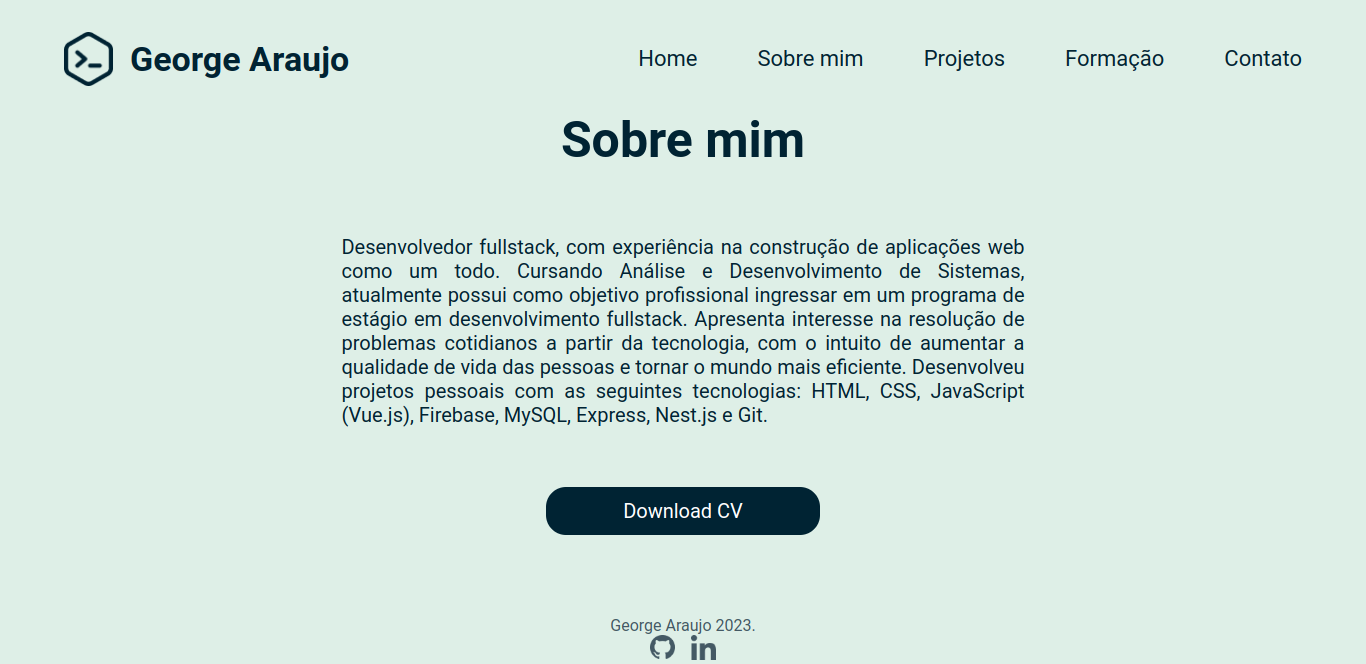 George Araujo
Home Sobre mim Projetos Formação Contato
Sobre mim
Desenvolvedor fullstack, com experiência na construção de aplicações web
como um todo. Cursando Análise e Desenvolvimento de Sistemas,
atualmente possui como objetivo profissional ingressar em um programa de
estágio em desenvolvimento fullstack. Apresenta interesse na resolução de
problemas cotidianos a partir da tecnologia, com o intuito de aumentar a
qualidade de vida das pessoas e tornar o mundo mais eficiente. Desenvolveu
projetos pessoais com as seguintes tecnologias: HTML, CSS, JavaScript
(Vue.js), Firebase, MySQL, Express, Nest.js e Git.
Download CV
George Araujo 2023.
in